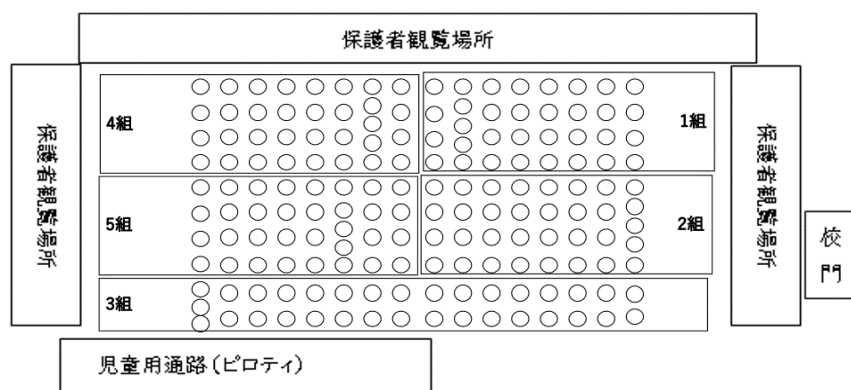 保護者観覧場所
保護者観覧場所
4組
1組
保護者観覧場所
5組
2組
校門
3組
児童用通路(ピロティ)